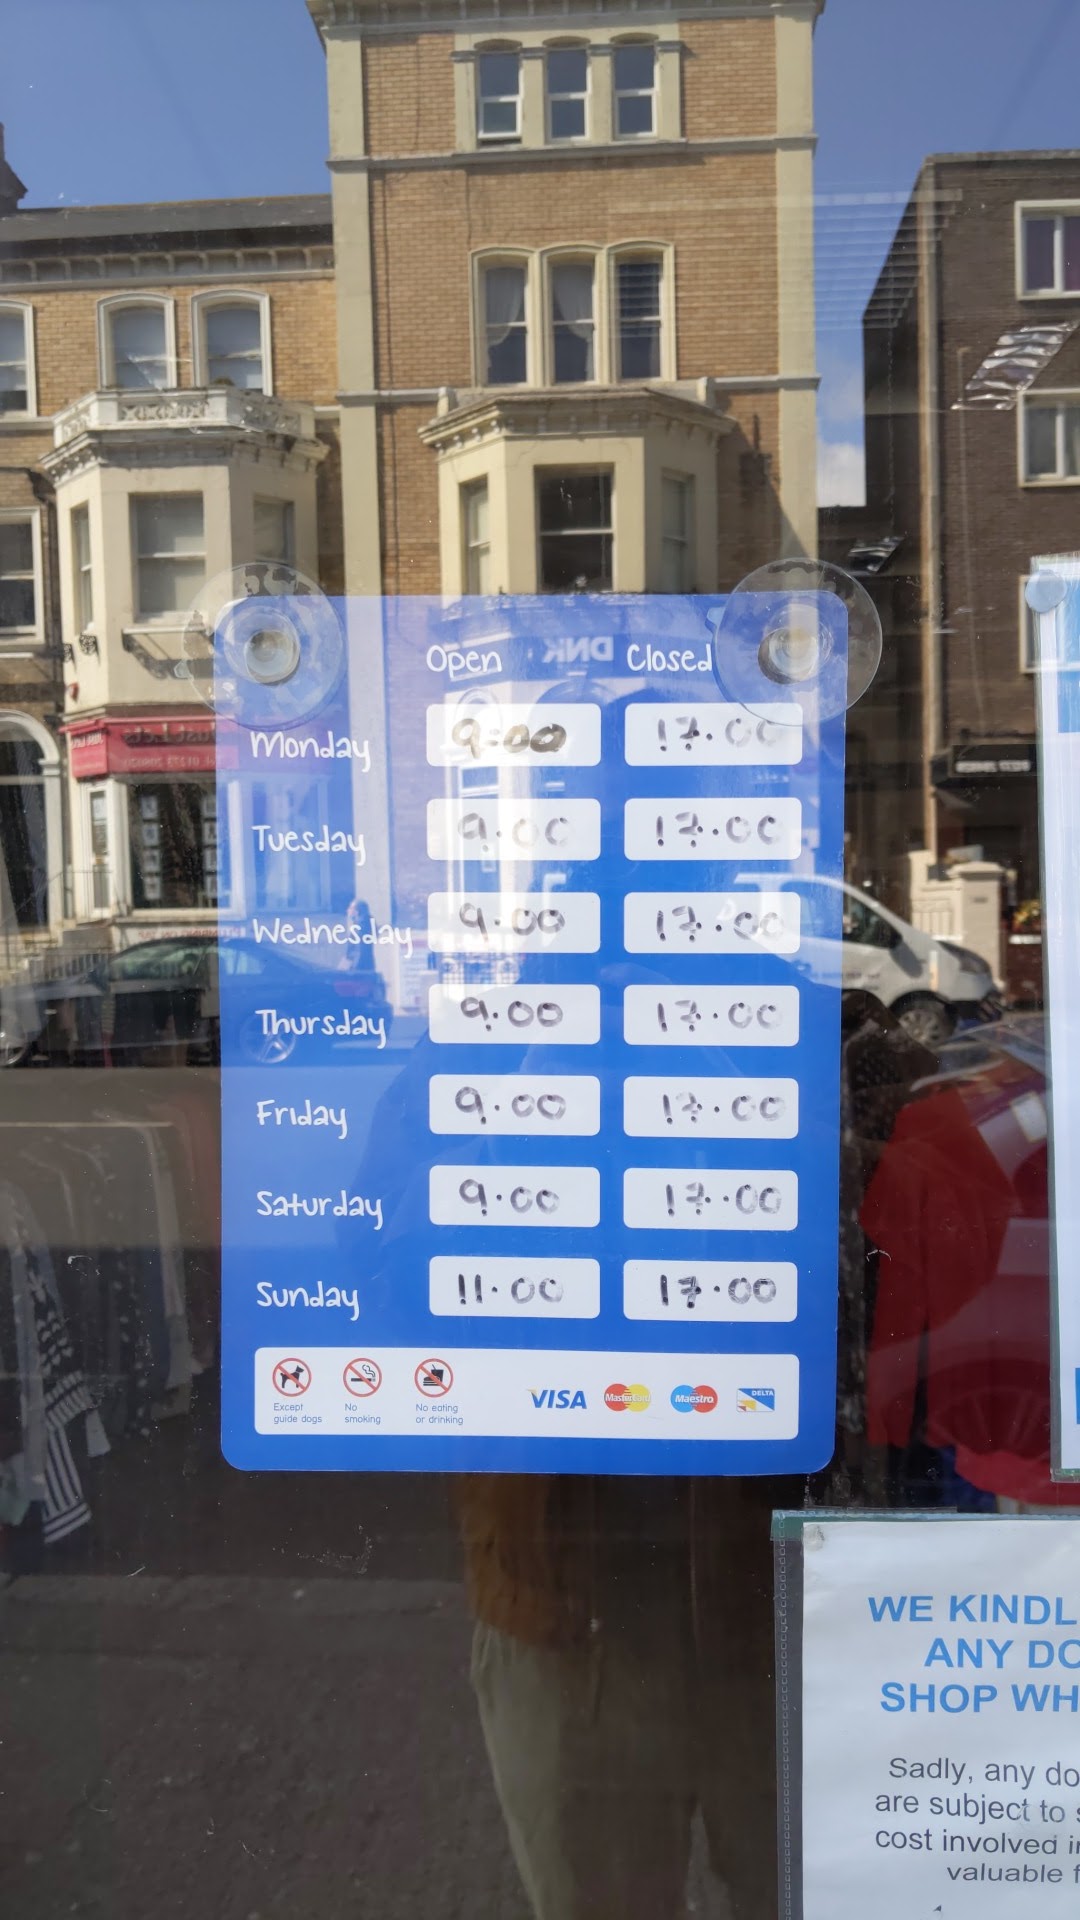 Open Closed
Monday 9:00 17.00
Tuesday 9.00 17.00
Wednesday 9.00 17.00
Thursday 9.00 17.00
Friday 9.00 17.00
Saturday 9.00 17.00
Sunday 11.00 17.00
Except
guide dogs
No
smoking
No eating
or drinking
VISA MasterCard Maestro DELTA
WE KINDL
ANY DO
SHOP WH
Sadly, any do
are subject to
cost involved
valuable
DNK